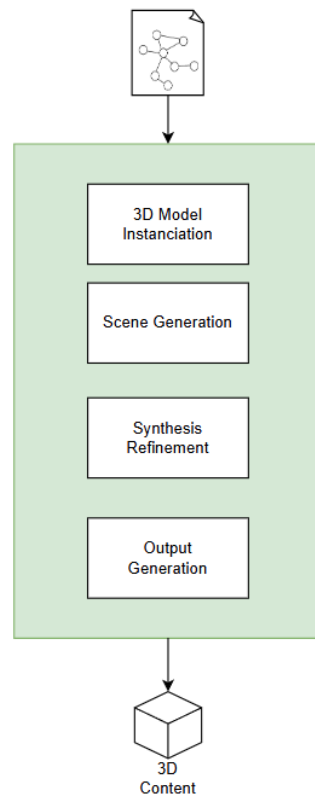 3D Model
Instanciation
Scene Generation
Synthesis
Refinement
Output
Generation
3D
Content